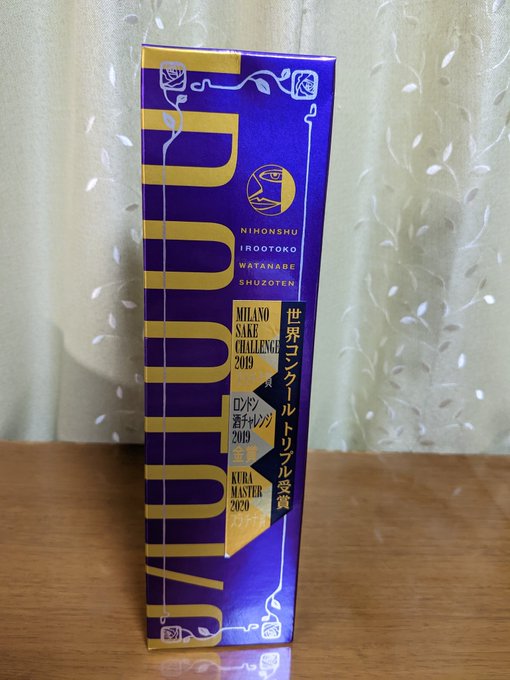 NIHONSHU
IROOTOKO
WATANABE
SHUZOTEN
世界コンクール トリプル受賞
MILANO
SAKE
CHALLENGE
2019
ロンドン
酒チャレンジ
2019
金賞
KURA
MASTER
2020